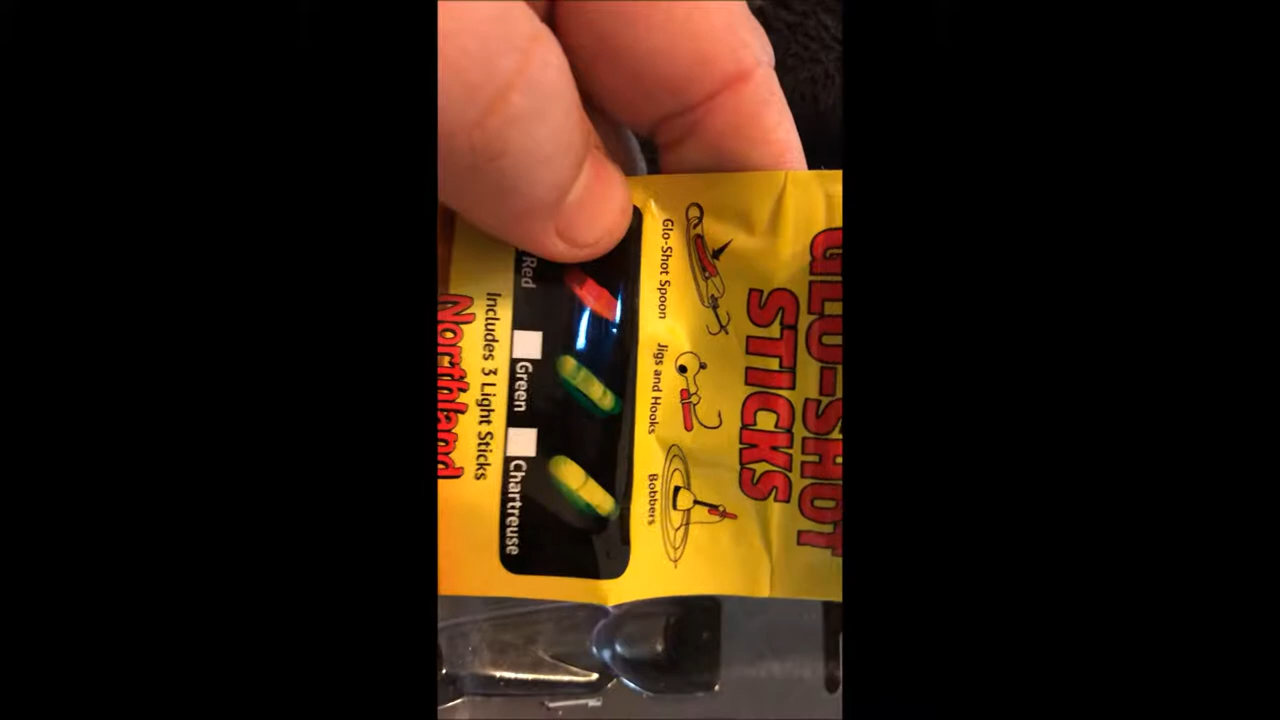 GLO-SHOT
STICKS
Glo-Shot Spoon
Jigs and Hooks
Bobbers
Red
Green
Chartreuse
Includes 3 Light Sticks
Northland